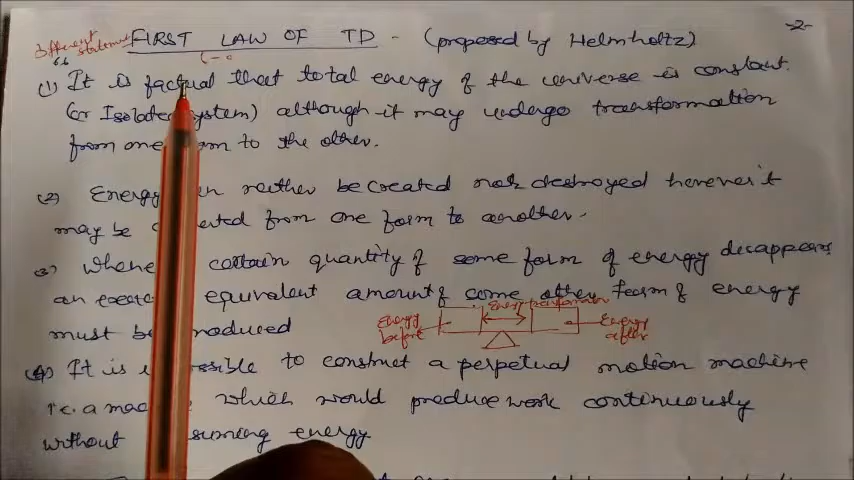 Different statements
FIRST LAW OF TD - (proposed by Helmholtz)
-2-
(1) It is factual that total energy of the universe is constant.
(or Isolated system) although it may undergo transformation
from one to the other.
(2) Energy neither be created nor destroyed however it
may be from one form to another.
(3) certain quantity of some form of energy disappears
an equivalent amount of some other form of energy
must be produced
Energy before
Energy transformation
Energy after
(4) It is to construct a perpetual motion machine
i.e. a which would produce work continuously
without energy